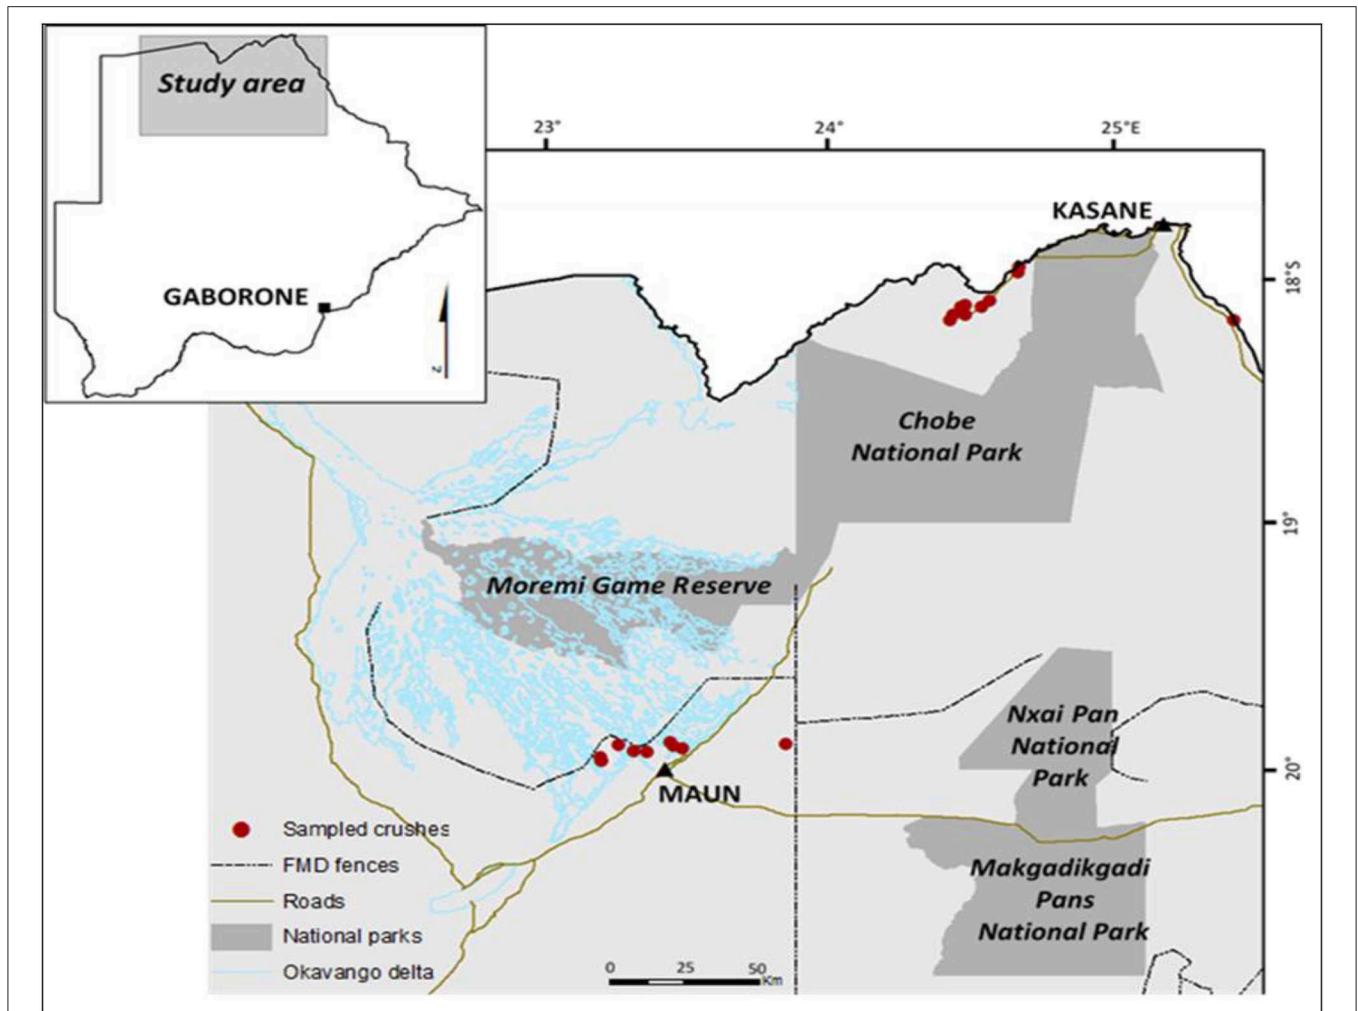 Study area
GABORONE
N
23°
24°
25°E
KASANE
18°S
Chobe
National Park
19°
Moremi Game Reserve
Nxai Pan
National
Park
20°
MAUN
Sampled crushes
FMD fences
Roads
National parks
Okavango delta
Makgadikgadi
Pans
National Park
0 25 50
Km